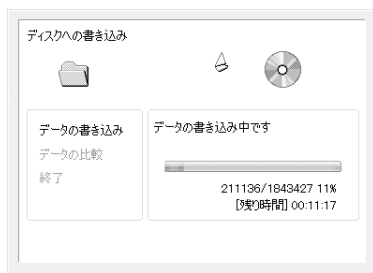 ディスクへの書き込み
データの書き込み
データの比較
終了
データの書き込み中です
211136/1843427 11%
[残り時間] 00:11:17